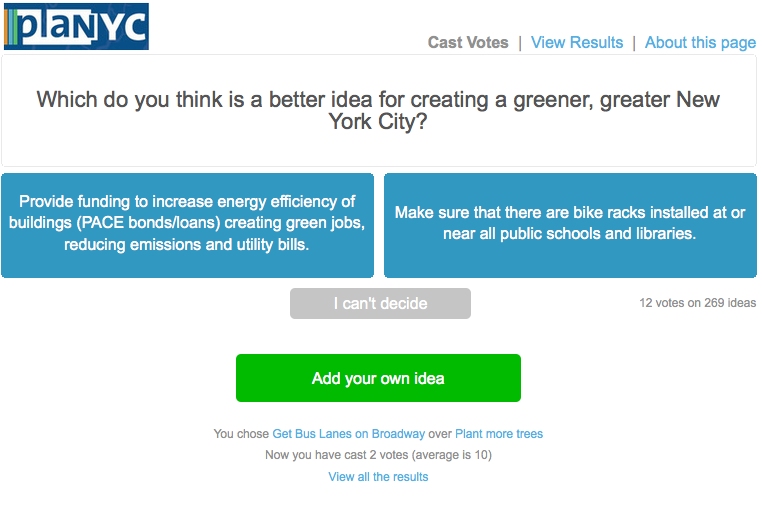 plaNYC
Cast Votes | View Results | About this page
Which do you think is a better idea for creating a greener, greater New
York City?
Provide funding to increase energy efficiency of
buildings (PACE bonds/loans) creating green jobs,
reducing emissions and utility bills.
Make sure that there are bike racks installed at or
near all public schools and libraries.
I can't decide
12 votes on 269 ideas
Add your own idea
You chose Get Bus Lanes on Broadway over Plant more trees
Now you have cast 2 votes (average is 10)
View all the results